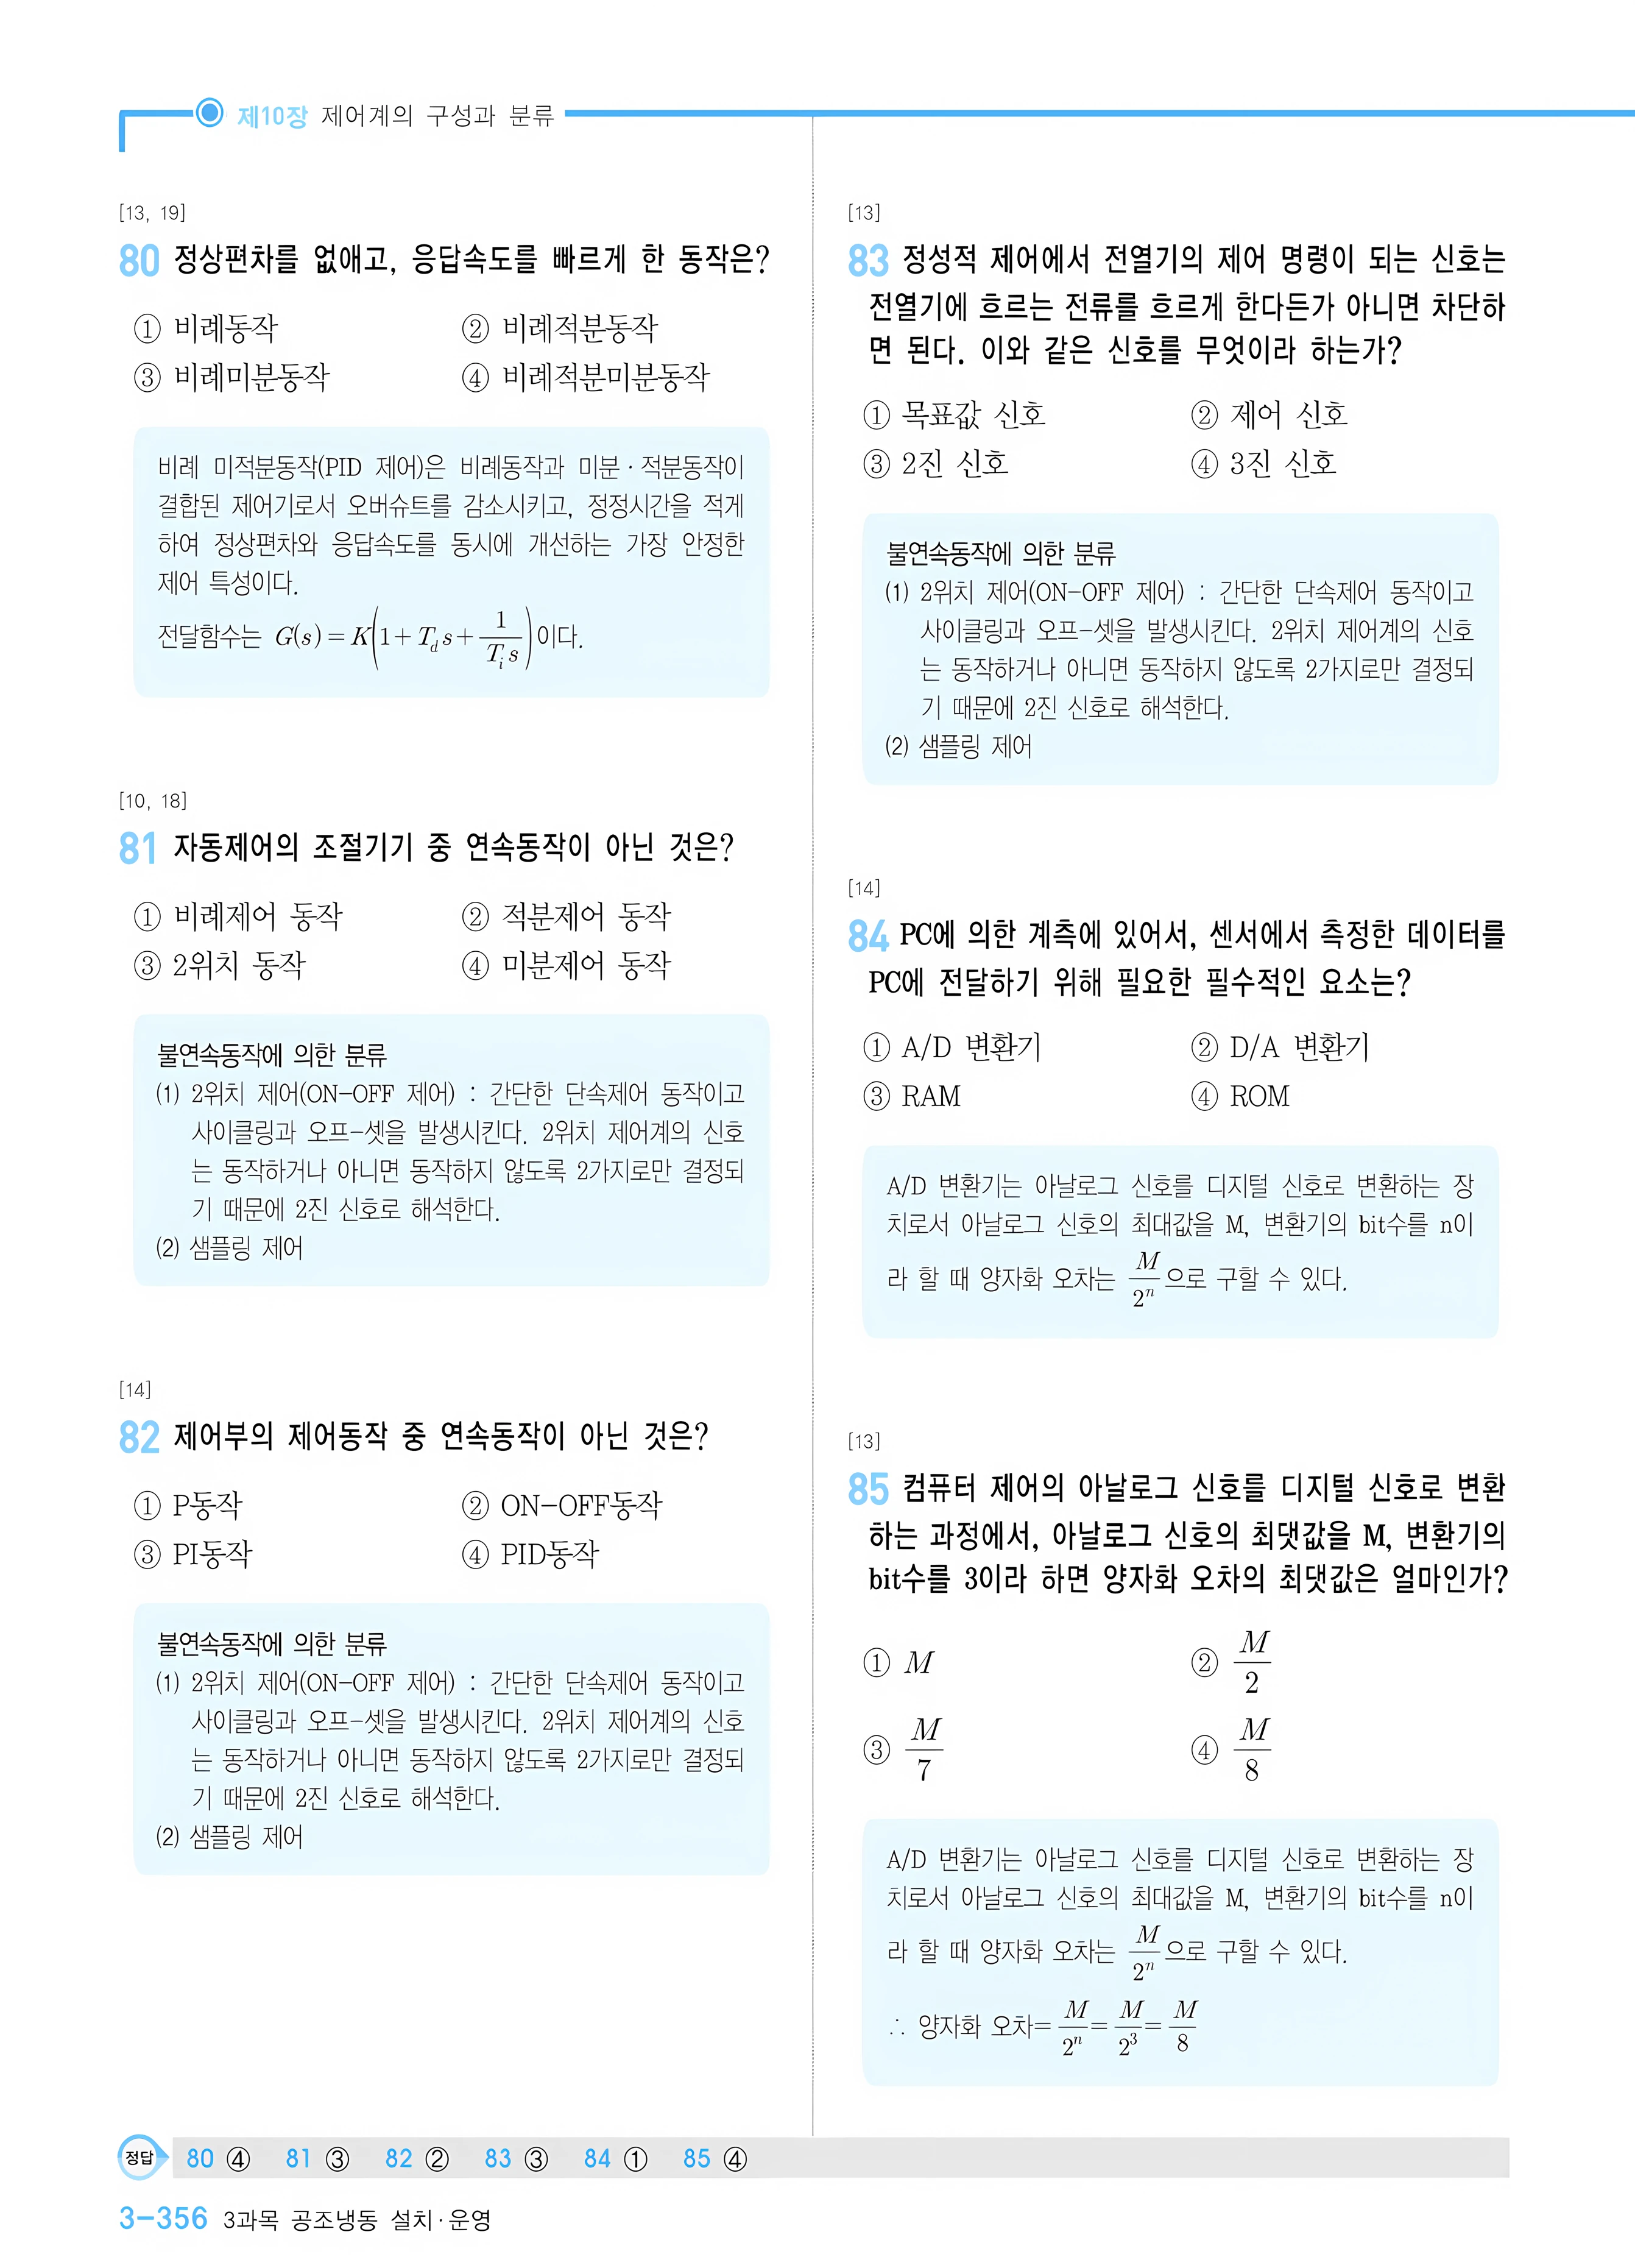 제10장 제어계의 구성과 분류
[13, 19]
80 정상편차를 없애고, 응답속도를 빠르게 한 동작은?
① 비례동작 ② 비례적분동작
③ 비례미분동작 ④ 비례적분미분동작
비례 미적분동작(PID 제어)은 비례동작과 미분·적분동작이
결합된 제어기로서 오버슈트를 감소시키고, 정정시간을 적게
하여 정상편차와 응답속도를 동시에 개선하는 가장 안정한
제어 특성이다.
전달함수는 G(s)=K(1+T_d s+1/(T_i s))이다.
[10, 18]
81 자동제어의 조절기기 중 연속동작이 아닌 것은?
① 비례제어 동작 ② 적분제어 동작
③ 2위치 동작 ④ 미분제어 동작
불연속동작에 의한 분류
(1) 2위치 제어(ON-OFF 제어) : 간단한 단속제어 동작이고
사이클링과 오프-셋을 발생시킨다. 2위치 제어계의 신호
는 동작하거나 아니면 동작하지 않도록 2가지로만 결정되
기 때문에 2진 신호로 해석한다.
(2) 샘플링 제어
[14]
82 제어부의 제어동작 중 연속동작이 아닌 것은?
① P동작 ② ON-OFF동작
③ PI동작 ④ PID동작
불연속동작에 의한 분류
(1) 2위치 제어(ON-OFF 제어) : 간단한 단속제어 동작이고
사이클링과 오프-셋을 발생시킨다. 2위치 제어계의 신호
는 동작하거나 아니면 동작하지 않도록 2가지로만 결정되
기 때문에 2진 신호로 해석한다.
(2) 샘플링 제어
[13]
83 정성적 제어에서 전열기의 제어 명령이 되는 신호는
전열기에 흐르는 전류를 흐르게 한다든가 아니면 차단하
면 된다. 이와 같은 신호를 무엇이라 하는가?
① 목표값 신호 ② 제어 신호
③ 2진 신호 ④ 3진 신호
불연속동작에 의한 분류
(1) 2위치 제어(ON-OFF 제어) : 간단한 단속제어 동작이고
사이클링과 오프-셋을 발생시킨다. 2위치 제어계의 신호
는 동작하거나 아니면 동작하지 않도록 2가지로만 결정되
기 때문에 2진 신호로 해석한다.
(2) 샘플링 제어
[14]
84 PC에 의한 계측에 있어서, 센서에서 측정한 데이터를
PC에 전달하기 위해 필요한 필수적인 요소는?
① A/D 변환기 ② D/A 변환기
③ RAM ④ ROM
A/D 변환기는 아날로그 신호를 디지털 신호로 변환하는 장
치로서 아날로그 신호의 최대값을 M, 변환기의 bit수를 n이
라 할 때 양자화 오차는 M/2ⁿ으로 구할 수 있다.
[13]
85 컴퓨터 제어의 아날로그 신호를 디지털 신호로 변환
하는 과정에서, 아날로그 신호의 최댓값을 M, 변환기의
bit수를 3이라 하면 양자화 오차의 최댓값은 얼마인가?
① M ② M/2
③ M/7 ④ M/8
A/D 변환기는 아날로그 신호를 디지털 신호로 변환하는 장
치로서 아날로그 신호의 최대값을 M, 변환기의 bit수를 n이
라 할 때 양자화 오차는 M/2ⁿ으로 구할 수 있다.
∴ 양자화 오차=M/2ⁿ=M/2³=M/8
정답 80 ④ 81 ③ 82 ② 83 ③ 84 ① 85 ④
3-356 3과목 공조냉동 설치·운영